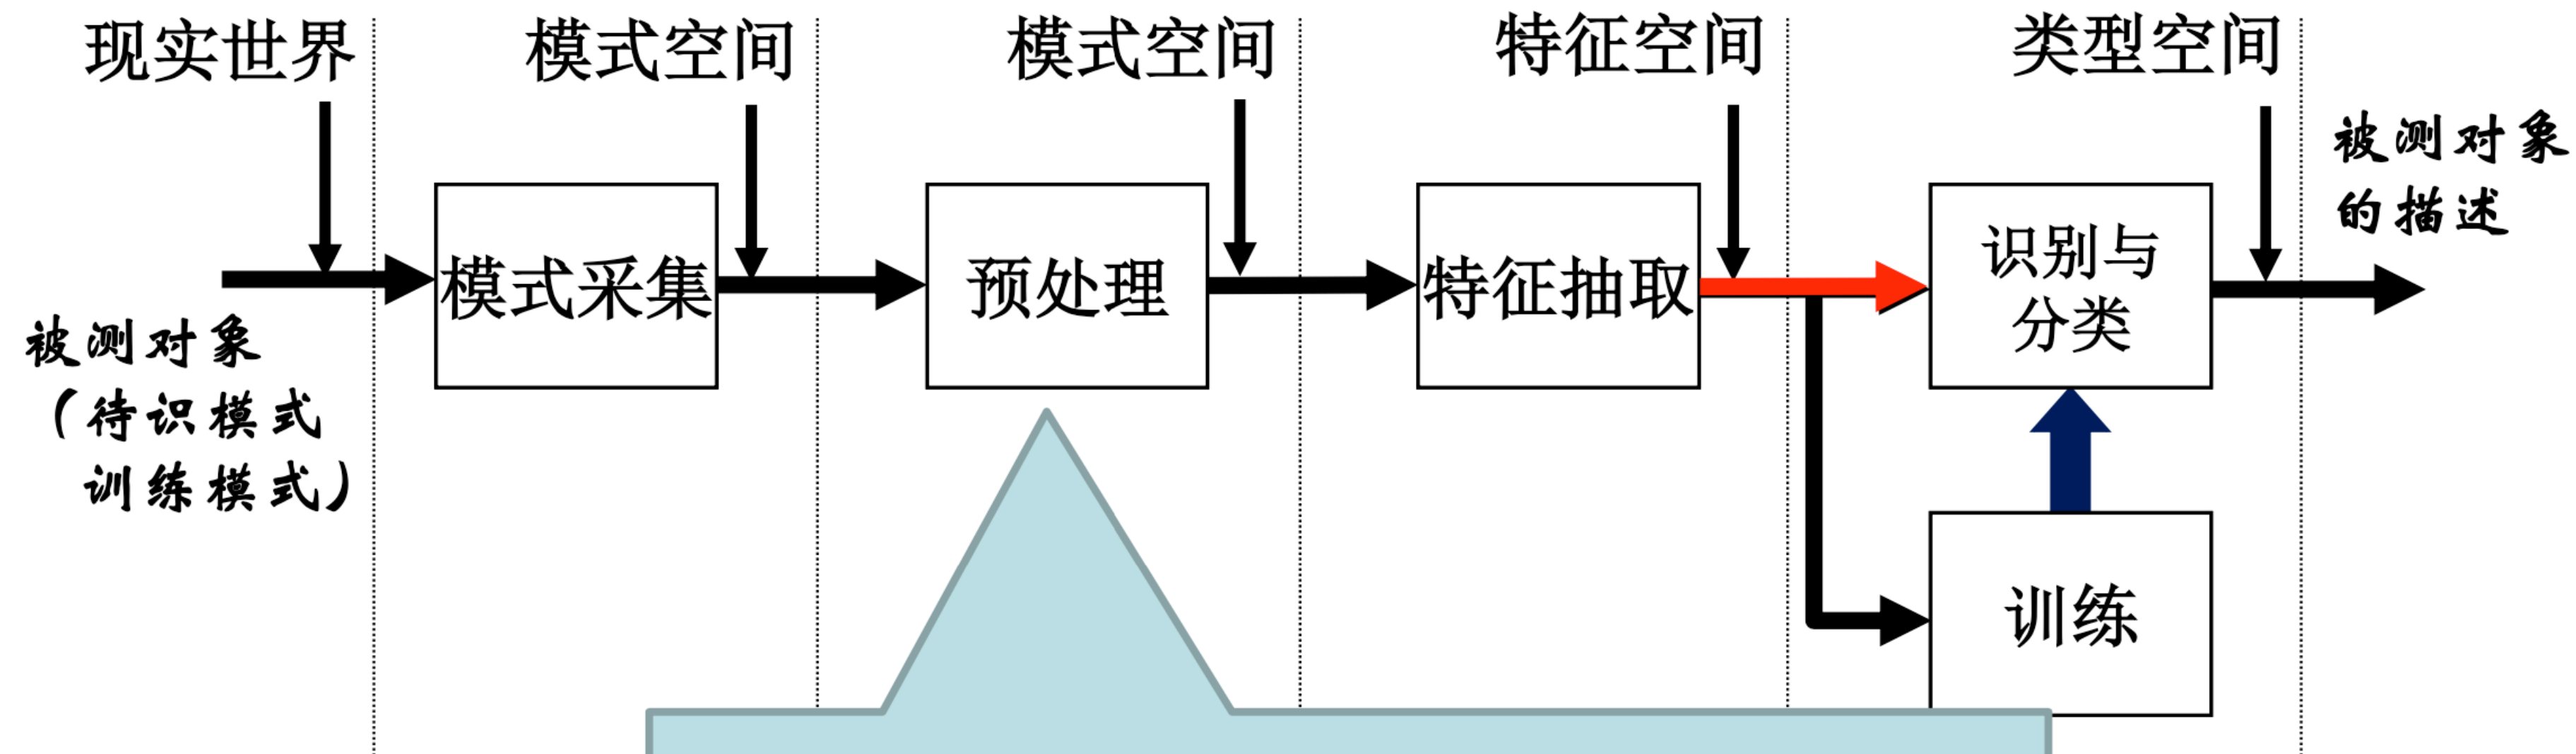 现实世界
模式空间
模式空间
特征空间
类型空间
被测对象
的描述
模式采集
预处理
特征抽取
识别与
分类
被测对象
（待识模式
训练模式）
训练